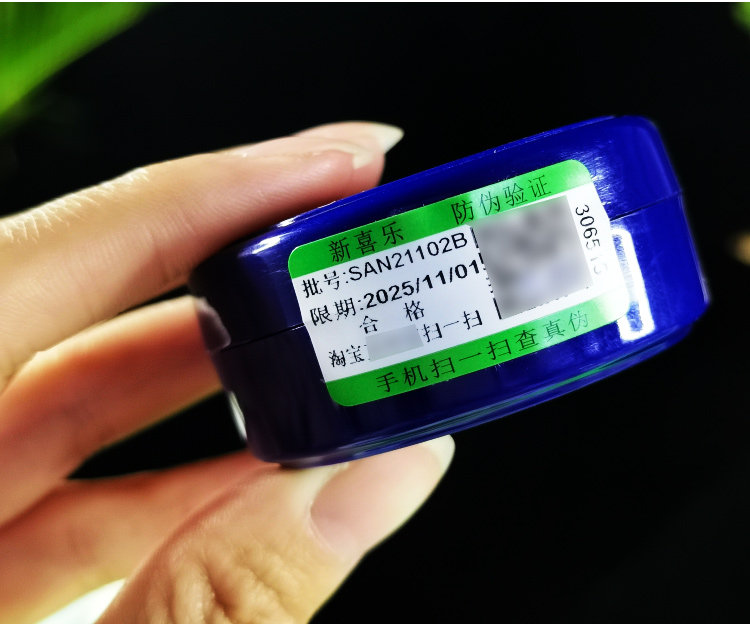 新喜乐 防伪验证
批号:SAN21102B
限期:2025/11/01
合 格
淘宝 扫一扫
手机扫一扫查真伪